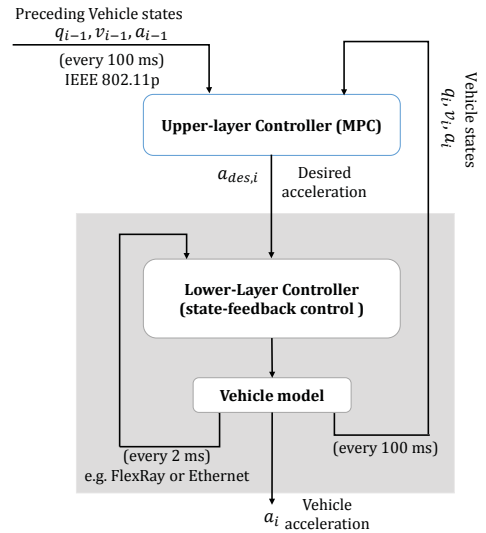 Preceding Vehicle states
q_{i−1}, v_{i−1}, a_{i−1}
(every 100 ms)
IEEE 802.11p
Vehicle states
q_i, v_i, a_i
Upper-layer Controller (MPC)
a_{des,i}
Desired
acceleration
Lower-Layer Controller
(state-feedback control )
Vehicle model
(every 2 ms)
e.g. FlexRay or Ethernet
(every 100 ms)
a_i
Vehicle
acceleration